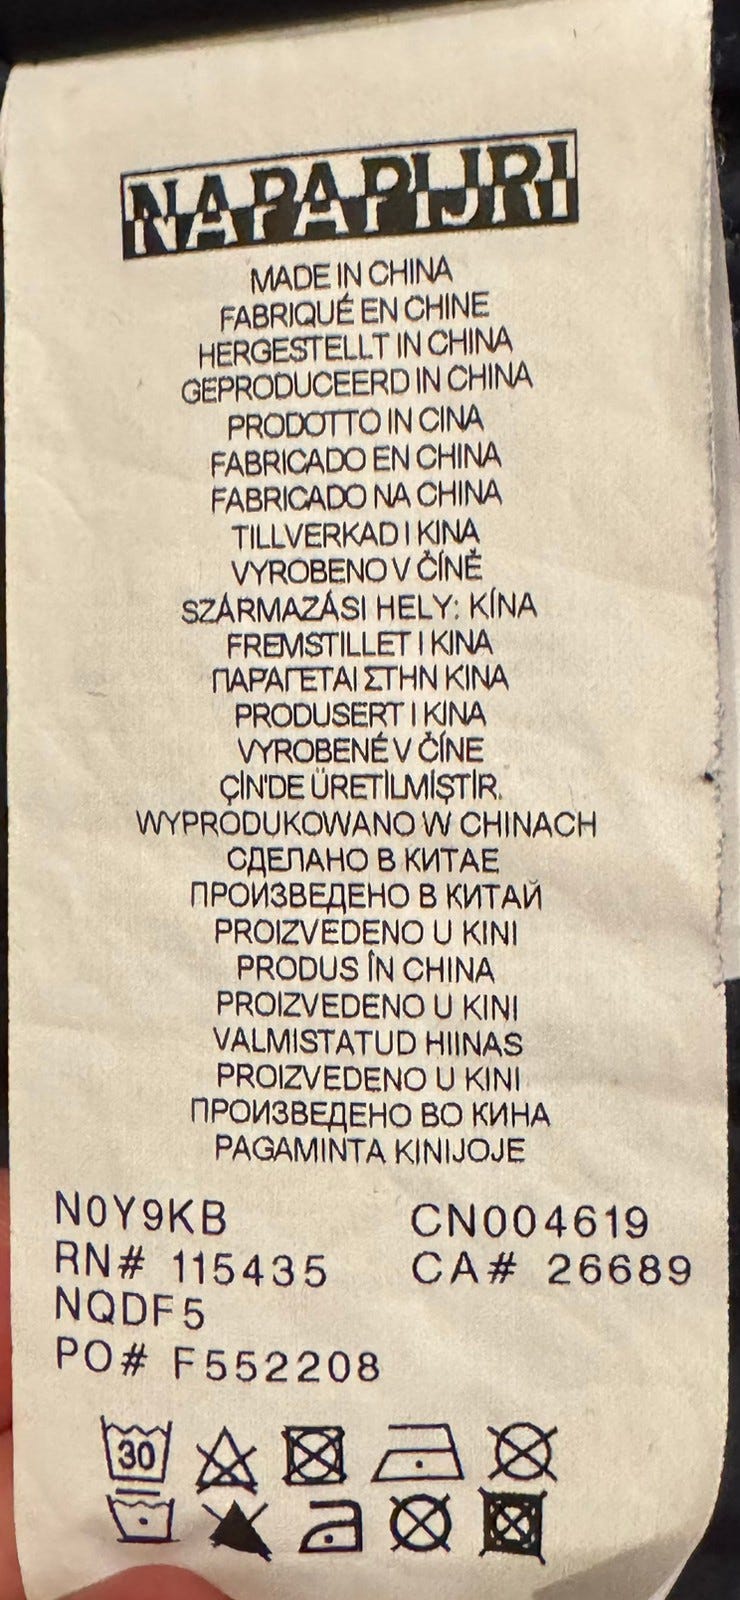 NAPAPIJRI
MADE IN CHINA
FABRIQUÉ EN CHINE
HERGESTELLT IN CHINA
GEPRODUCEERD IN CHINA
PRODOTTO IN CINA
FABRICADO EN CHINA
FABRICADO NA CHINA
TILLVERKAD I KINA
VYROBENO V ČÍNĚ
SZÁRMAZÁSI HELY: KÍNA
FREMSTILLET I KINA
ΠΑΡΑΓΕΤΑΙ ΣΤΗΝ ΚΙΝΑ
PRODUSERT I KINA
VYROBENÉ V ČÍNE
ÇİN'DE ÜRETİLMİŞTİR.
WYPRODUKOWANO W CHINACH
СДЕЛАНО В КИТАЕ
ПРОИЗВЕДЕНО В КИТАЙ
PROIZVEDENO U KINI
PRODUS ÎN CHINA
PROIZVEDENO U KINI
VALMISTATUD HIINAS
PROIZVEDENO U KINI
ПРОИЗВЕДЕНО ВО КИНА
PAGAMINTA KINIJOJE
N0Y9KB CN004619
RN# 115435 CA# 26689
NQDF5
PO# F552208
30